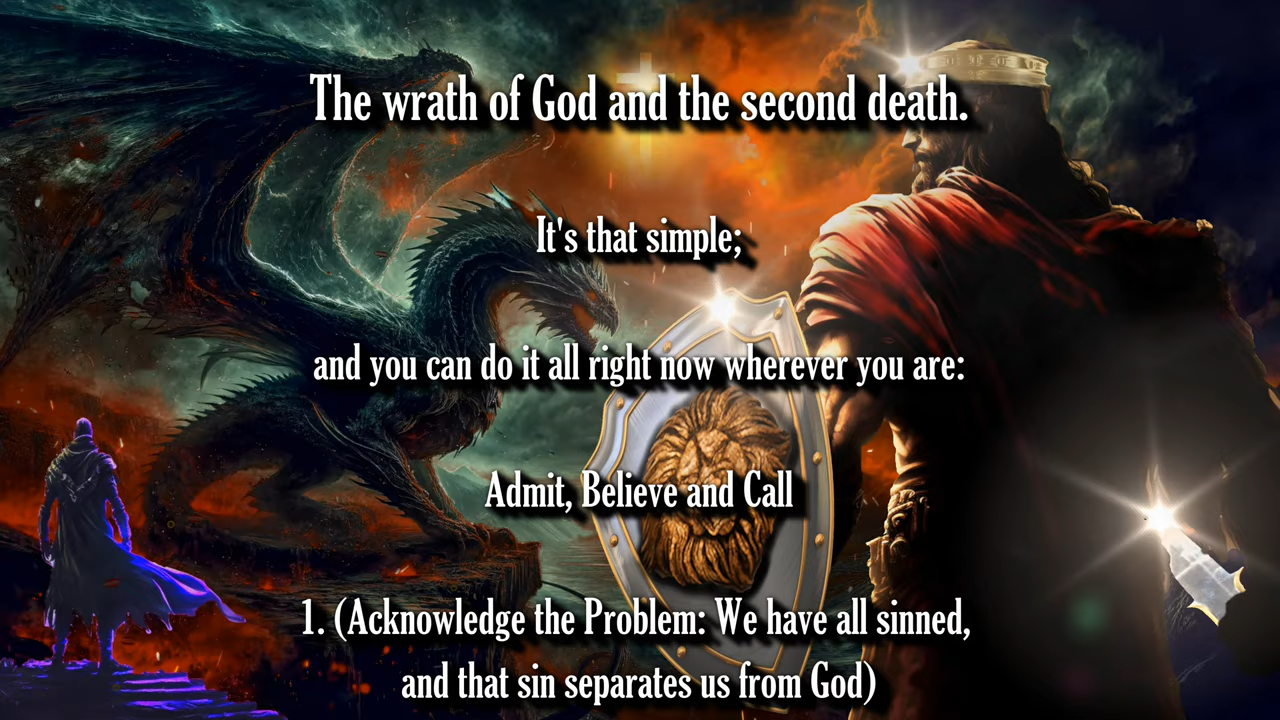 The wrath of God and the second death.
It's that simple;
and you can do it all right now wherever you are:
Admit, Believe and Call
1. (Acknowledge the Problem: We have all sinned,
and that sin separates us from God)